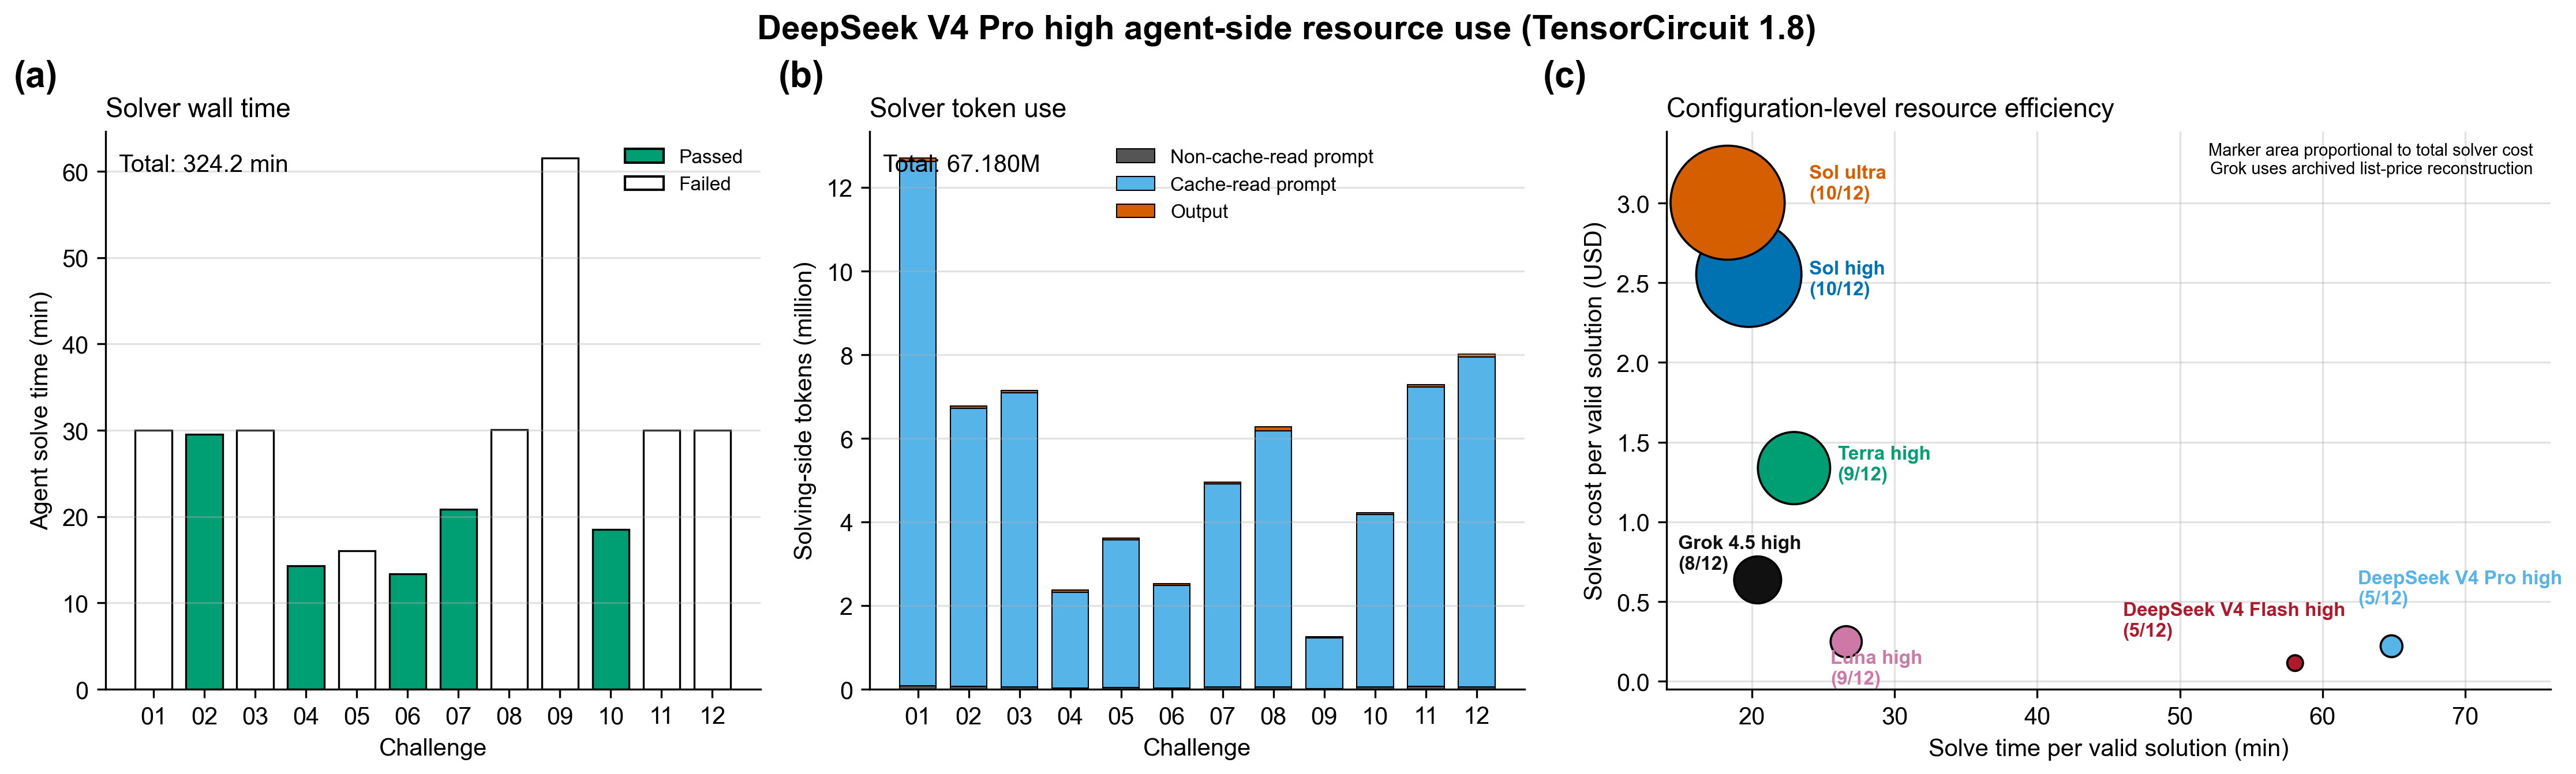 DeepSeek V4 Pro high agent-side resource use (TensorCircuit 1.8)
(a)
Solver wall time
Total: 324.2 min
Passed
Failed
Agent solve time (min)
60
50
40
30
20
10
0
01 02 03 04 05 06 07 08 09 10 11 12
Challenge
(b)
Solver token use
Total: 67.180M
Non-cache-read prompt
Cache-read prompt
Output
Solving-side tokens (million)
12
10
8
6
4
2
0
01 02 03 04 05 06 07 08 09 10 11 12
Challenge
(c)
Configuration-level resource efficiency
Marker area proportional to total solver cost
Grok uses archived list-price reconstruction
Solver cost per valid solution (USD)
3.0
2.5
2.0
1.5
1.0
0.5
0.0
Sol ultra
(10/12)
Sol high
(10/12)
Terra high
(9/12)
Grok 4.5 high
(8/12)
DeepSeek V4 Pro high
(5/12)
DeepSeek V4 Flash high
(5/12)
Luna high
(9/12)
20 30 40 50 60 70
Solve time per valid solution (min)